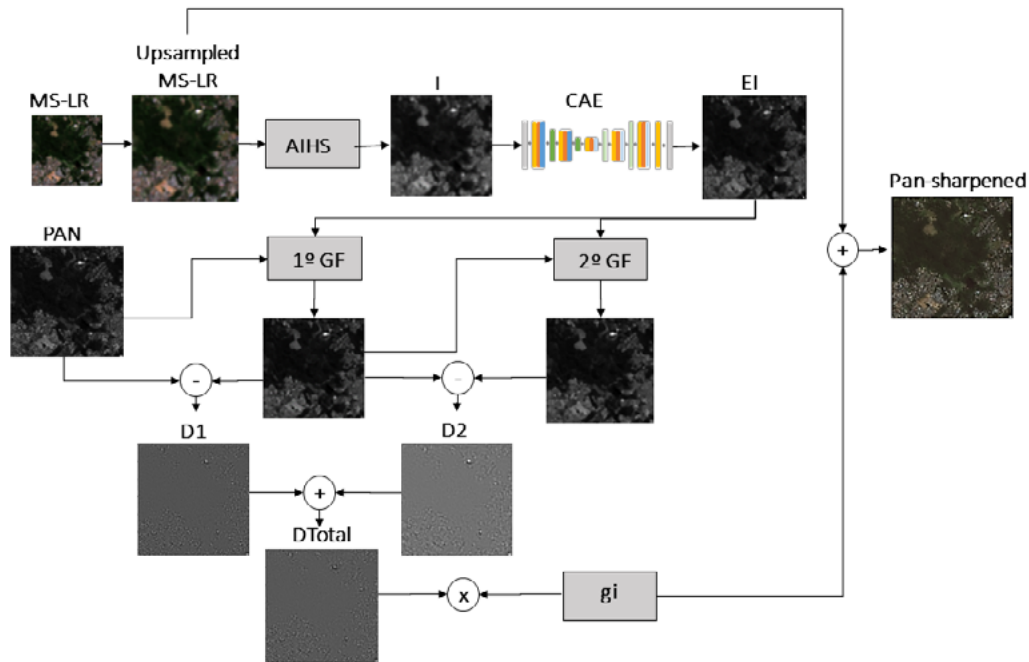 Upsampled
MS-LR
MS-LR
AIHS
I
CAE
EI
Pan-sharpened
+
PAN
1º GF
2º GF
-
-
D1
D2
+
DTotal
x
gi